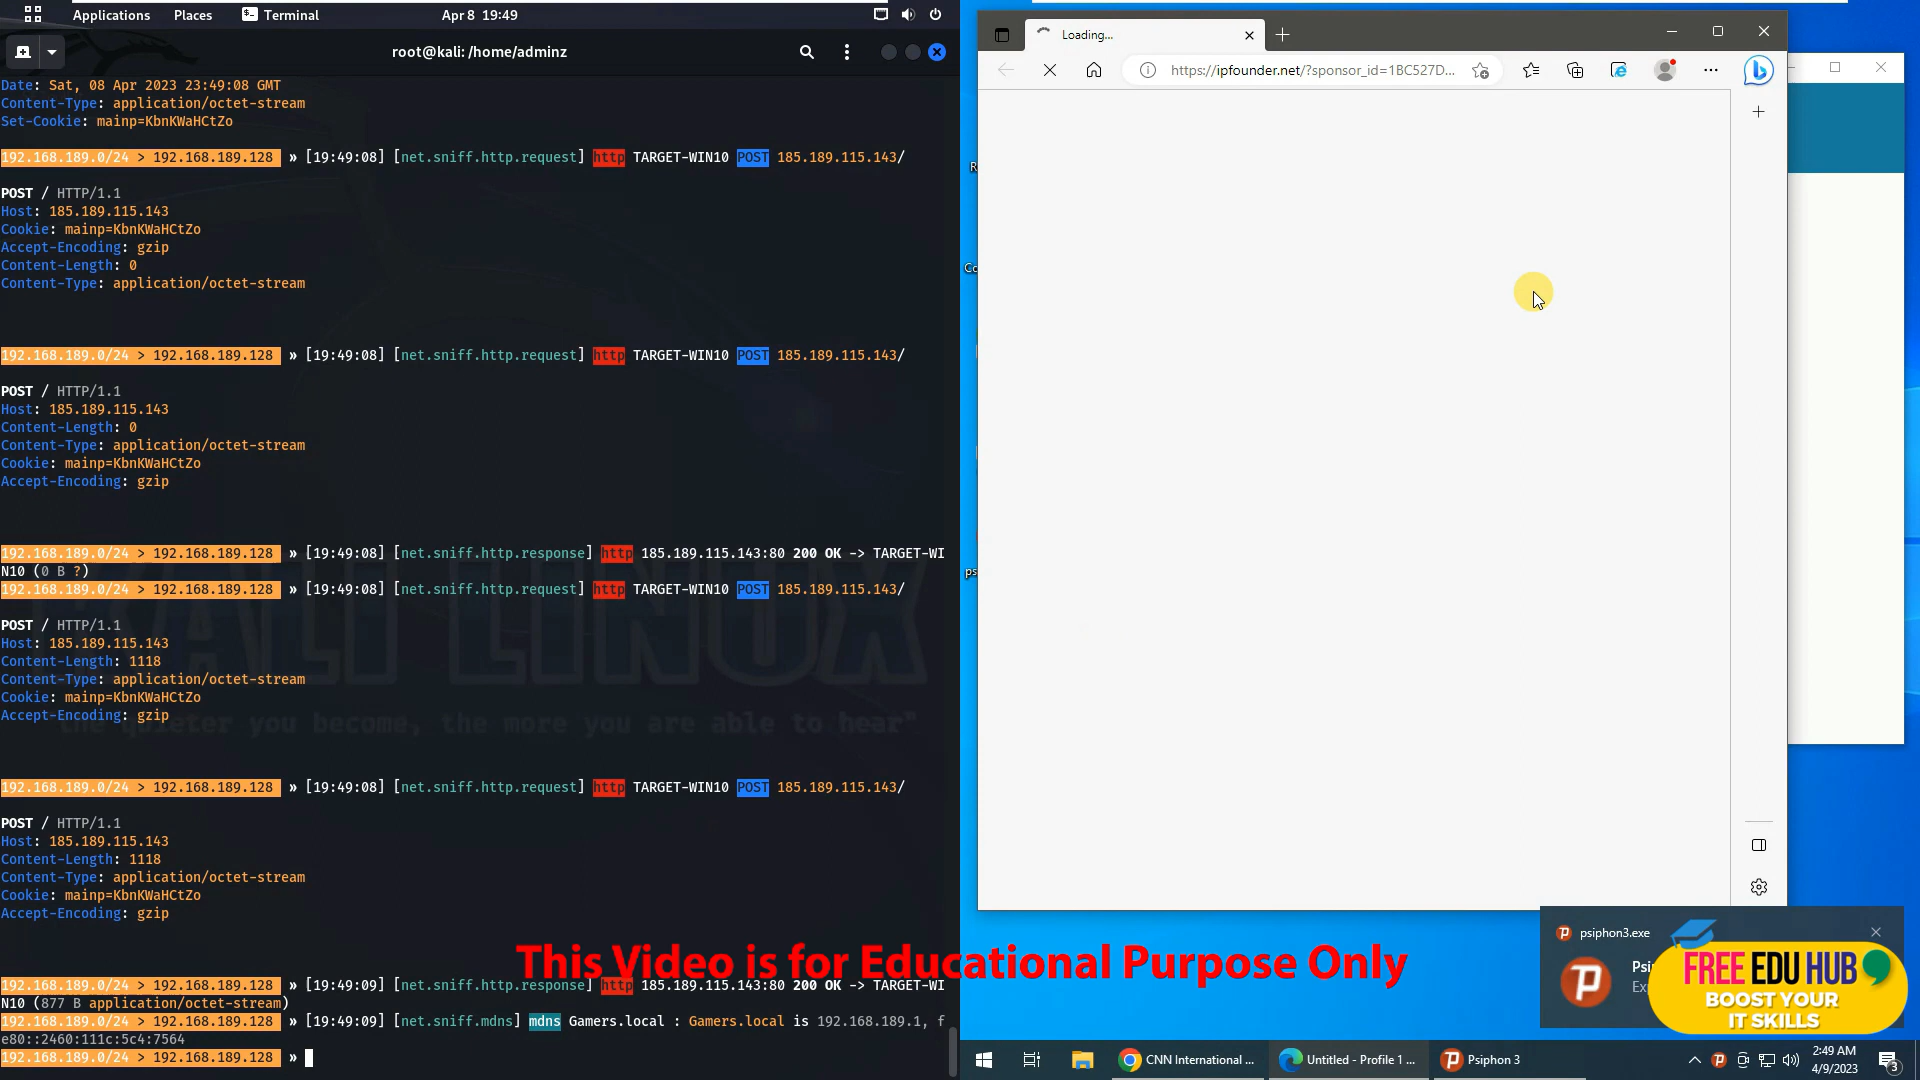 Applications Places Terminal Apr 8 19:49
root@kali: /home/adminz
Date: Sat, 08 Apr 2023 23:49:08 GMT
Content-Type: application/octet-stream
Set-Cookie: mainp=KbnKWaHCtZo
192.168.189.0/24 > 192.168.189.128 » [19:49:08] [net.sniff.http.request] http TARGET-WIN10 POST 185.189.115.143/
POST / HTTP/1.1
Host: 185.189.115.143
Cookie: mainp=KbnKWaHCtZo
Accept-Encoding: gzip
Content-Length: 0
Content-Type: application/octet-stream
192.168.189.0/24 > 192.168.189.128 » [19:49:08] [net.sniff.http.request] http TARGET-WIN10 POST 185.189.115.143/
POST / HTTP/1.1
Host: 185.189.115.143
Content-Length: 0
Content-Type: application/octet-stream
Cookie: mainp=KbnKWaHCtZo
Accept-Encoding: gzip
192.168.189.0/24 > 192.168.189.128 » [19:49:08] [net.sniff.http.response] http 185.189.115.143:80 200 OK -> TARGET-WI
N10 (0 B ?)
192.168.189.0/24 > 192.168.189.128 » [19:49:08] [net.sniff.http.request] http TARGET-WIN10 POST 185.189.115.143/
POST / HTTP/1.1
Host: 185.189.115.143
Content-Length: 1118
Content-Type: application/octet-stream
Cookie: mainp=KbnKWaHCtZo
Accept-Encoding: gzip
KALI LINUX
"the quieter you become, the more you are able to hear"
192.168.189.0/24 > 192.168.189.128 » [19:49:08] [net.sniff.http.request] http TARGET-WIN10 POST 185.189.115.143/
POST / HTTP/1.1
Host: 185.189.115.143
Content-Length: 1118
Content-Type: application/octet-stream
Cookie: mainp=KbnKWaHCtZo
Accept-Encoding: gzip
192.168.189.0/24 > 192.168.189.128 » [19:49:09] [net.sniff.http.response] http 185.189.115.143:80 200 OK -> TARGET-WI
N10 (877 B application/octet-stream)
192.168.189.0/24 > 192.168.189.128 » [19:49:09] [net.sniff.mdns] mdns Gamers.local : Gamers.local is 192.168.189.1, f
e80::2460:111c:5c4:7564
192.168.189.0/24 > 192.168.189.128 »
This Video is for Educational Purpose Only
Loading...
https://ipfounder.net/?sponsor_id=1BC527D...
psiphon3.exe
FREE EDU HUB
BOOST YOUR
IT SKILLS
CNN International ...
Untitled - Profile 1 ...
Psiphon 3
2:49 AM
4/9/2023
3